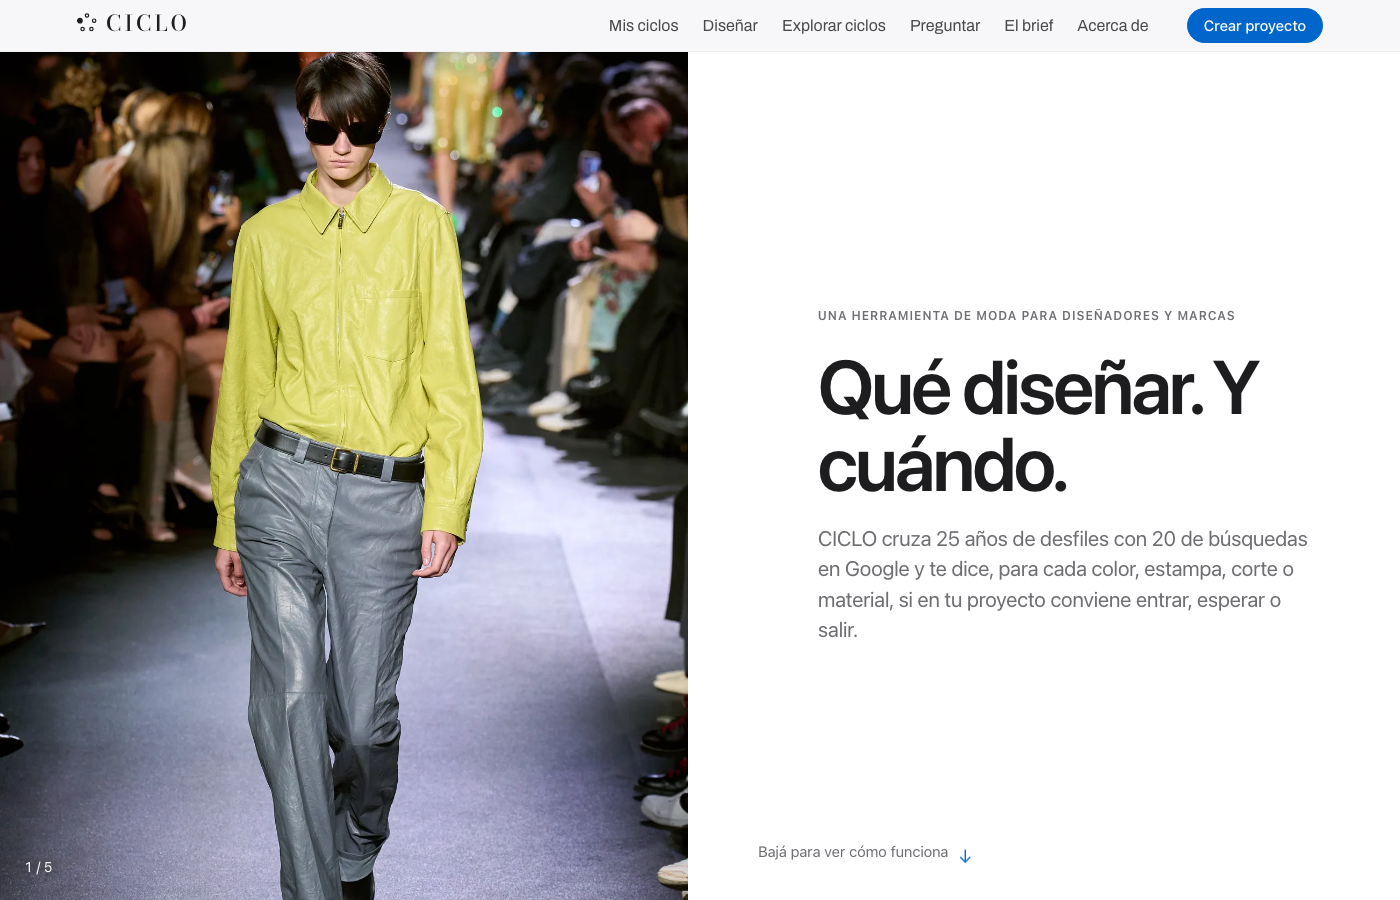 CICLO
Mis ciclos
Diseñar
Explorar ciclos
Preguntar
El brief
Acerca de
Crear proyecto
UNA HERRAMIENTA DE MODA PARA DISEÑADORES Y MARCAS
Qué diseñar. Y
cuándo.
CICLO cruza 25 años de desfiles con 20 de búsquedas
en Google y te dice, para cada color, estampa, corte o
material, si en tu proyecto conviene entrar, esperar o
salir.
Bajá para ver cómo funciona
1 / 5